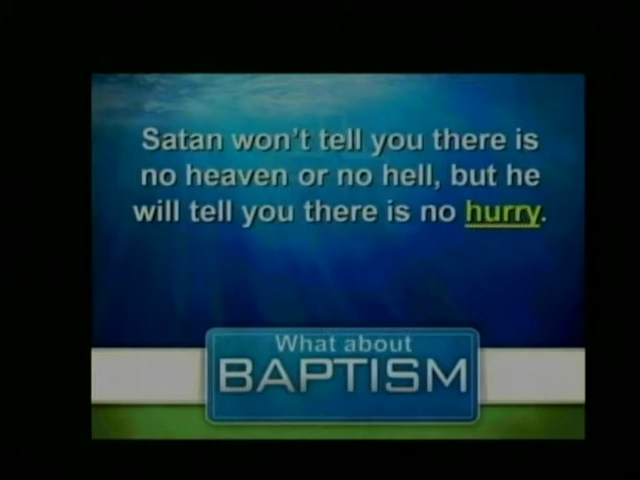 Satan won't tell you there is
no heaven or no hell, but he
will tell you there is no hurry.
What about
BAPTISM